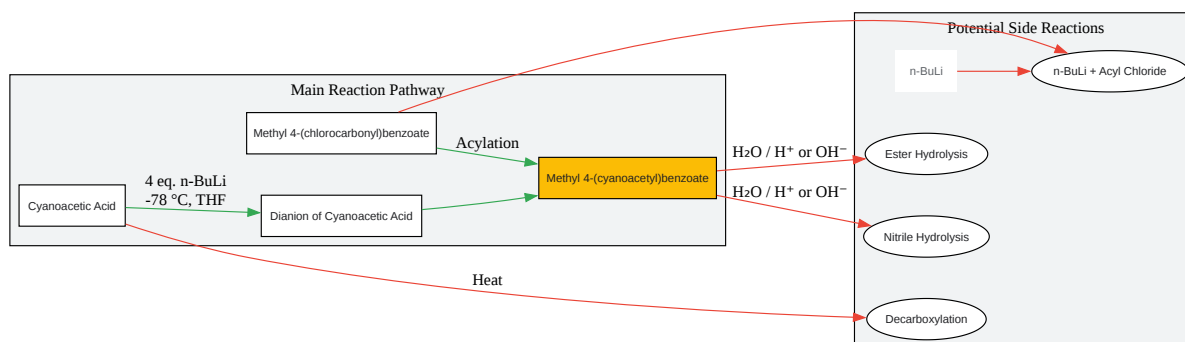 Potential Side Reactions
n-BuLi
n-BuLi + Acyl Chloride
Main Reaction Pathway
Methyl 4-(chlorocarbonyl)benzoate
Acylation
H₂O / H⁺ or OH⁻
Ester Hydrolysis
4 eq. n-BuLi
-78 °C, THF
Methyl 4-(cyanoacetyl)benzoate
H₂O / H⁺ or OH⁻
Cyanoacetic Acid
Dianion of Cyanoacetic Acid
Nitrile Hydrolysis
Heat
Decarboxylation